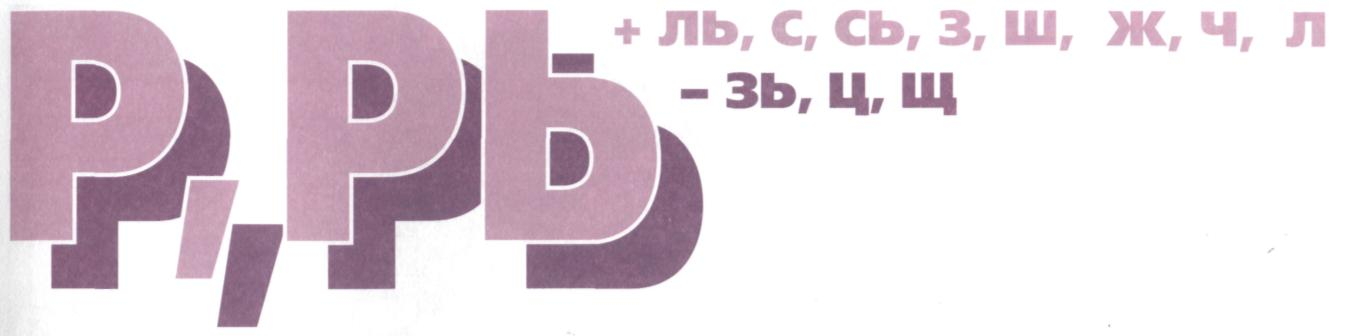 Р, РЬ
+ ЛЬ, С, СЬ, З, Ш, Ж, Ч, Л
– ЗЬ, Ц, Щ